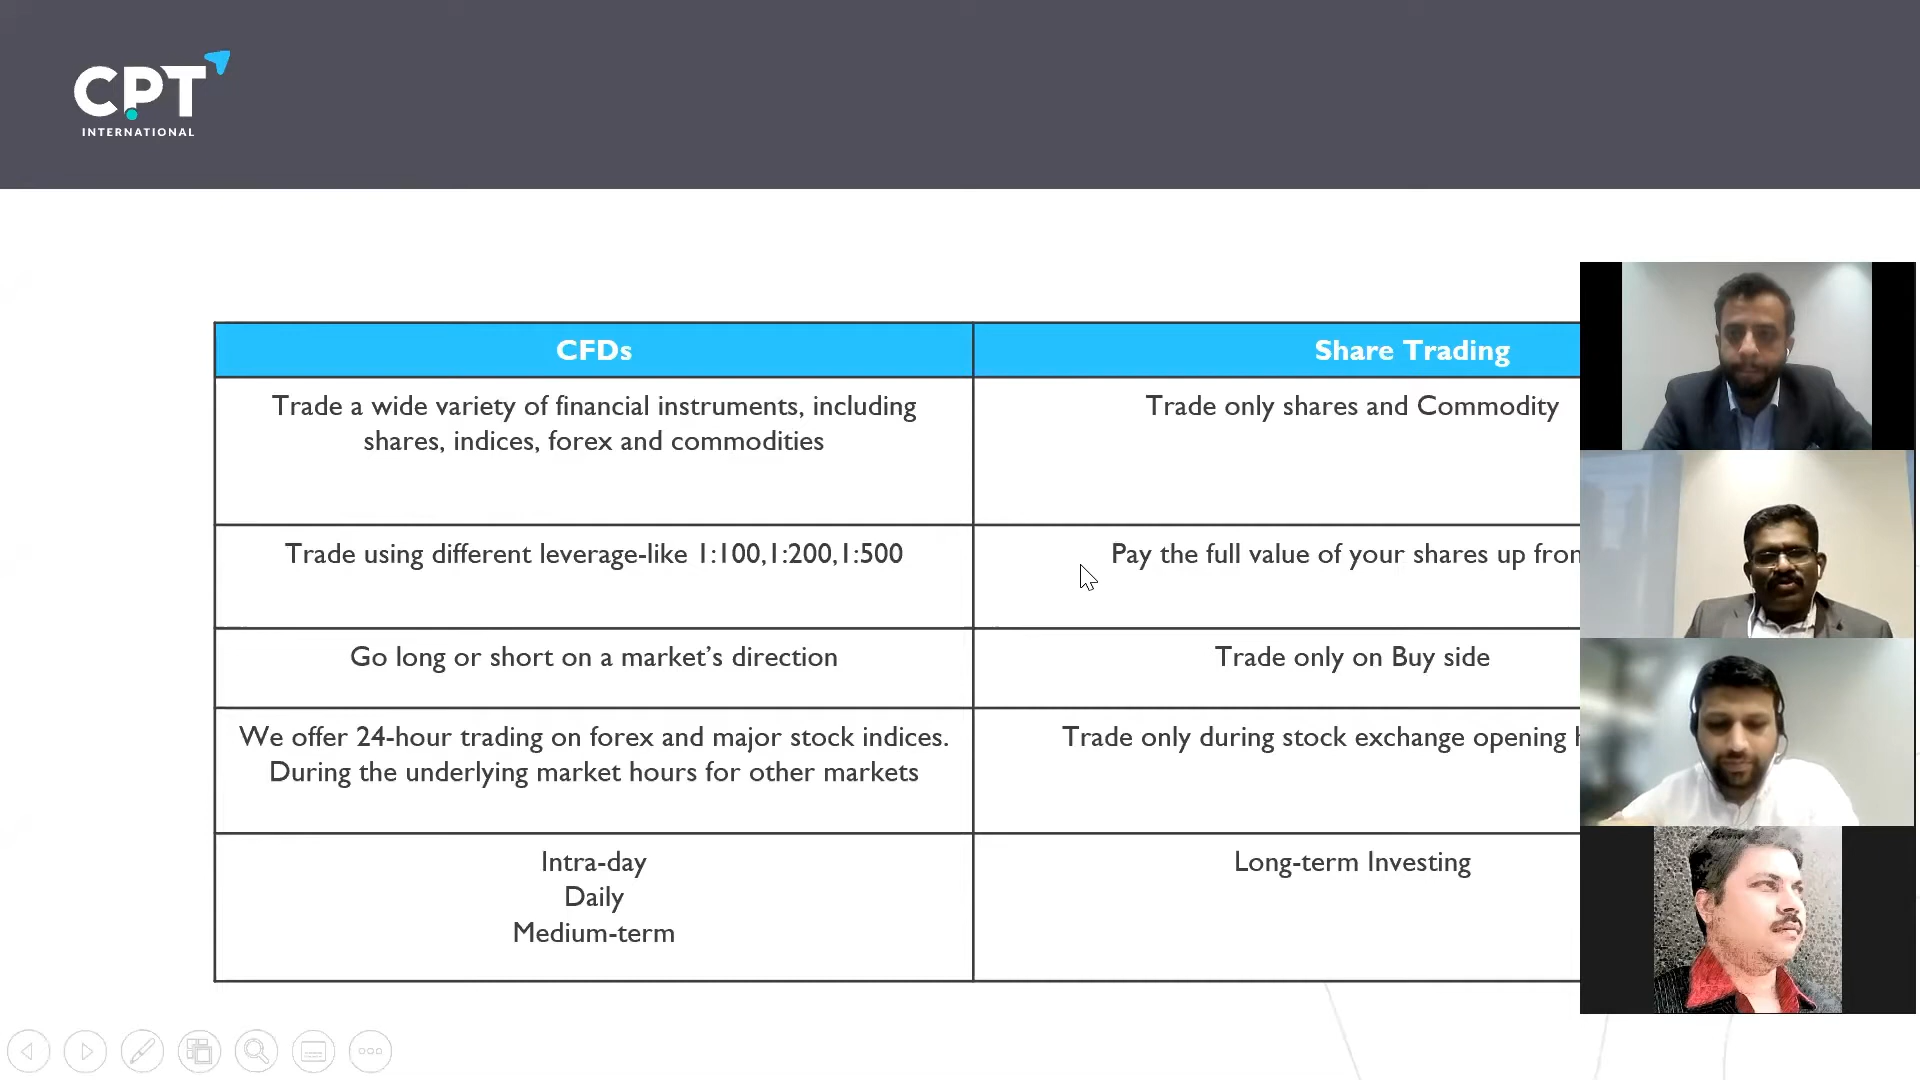 CPT
INTERNATIONAL
CFDs
Share Trading
Trade a wide variety of financial instruments, including
shares, indices, forex and commodities
Trade only shares and Commodity
Trade using different leverage-like 1:100,1:200,1:500
Pay the full value of your shares up
Go long or short on a market’s direction
Trade only on Buy side
We offer 24-hour trading on forex and major stock indices.
During the underlying market hours for other markets
Trade only during stock exchange opening
Intra-day
Daily
Medium-term
Long-term Investing